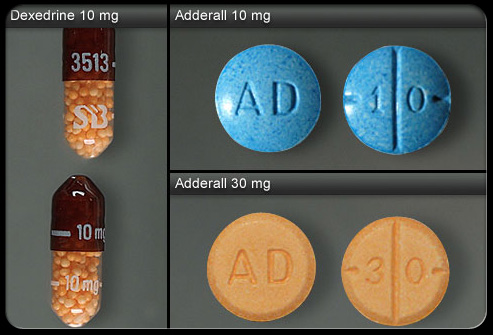 Dexedrine 10 mg
3513
SB
10 mg
10 mg
Adderall 10 mg
AD
1 0
Adderall 30 mg
AD
3 0